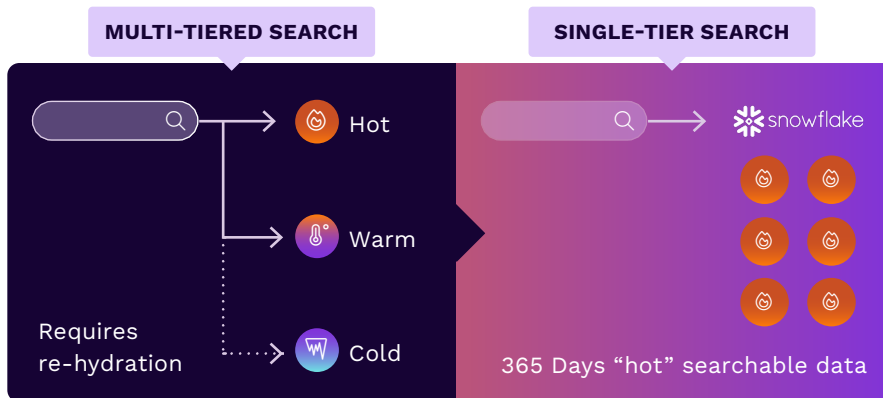 MULTI-TIERED SEARCH
Hot
Warm
Cold
Requires
re-hydration
SINGLE-TIER SEARCH
snowflake
365 Days “hot” searchable data